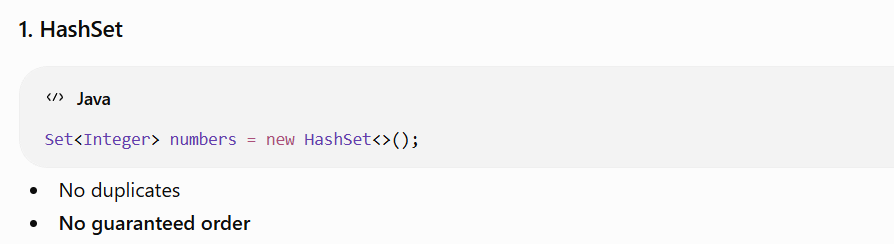 1. HashSet
</> Java
Set<Integer> numbers = new HashSet<>();
• No duplicates
• No guaranteed order